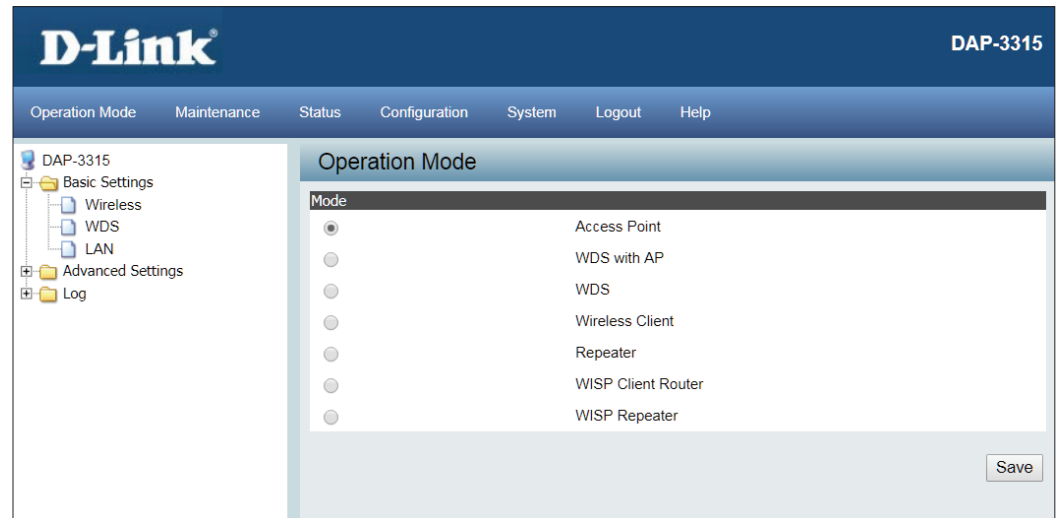 D-Link®
DAP-3315
Operation Mode Maintenance Status Configuration System Logout Help
DAP-3315
Basic Settings
Wireless
WDS
LAN
Advanced Settings
Log
Operation Mode
Mode
Access Point
WDS with AP
WDS
Wireless Client
Repeater
WISP Client Router
WISP Repeater
Save